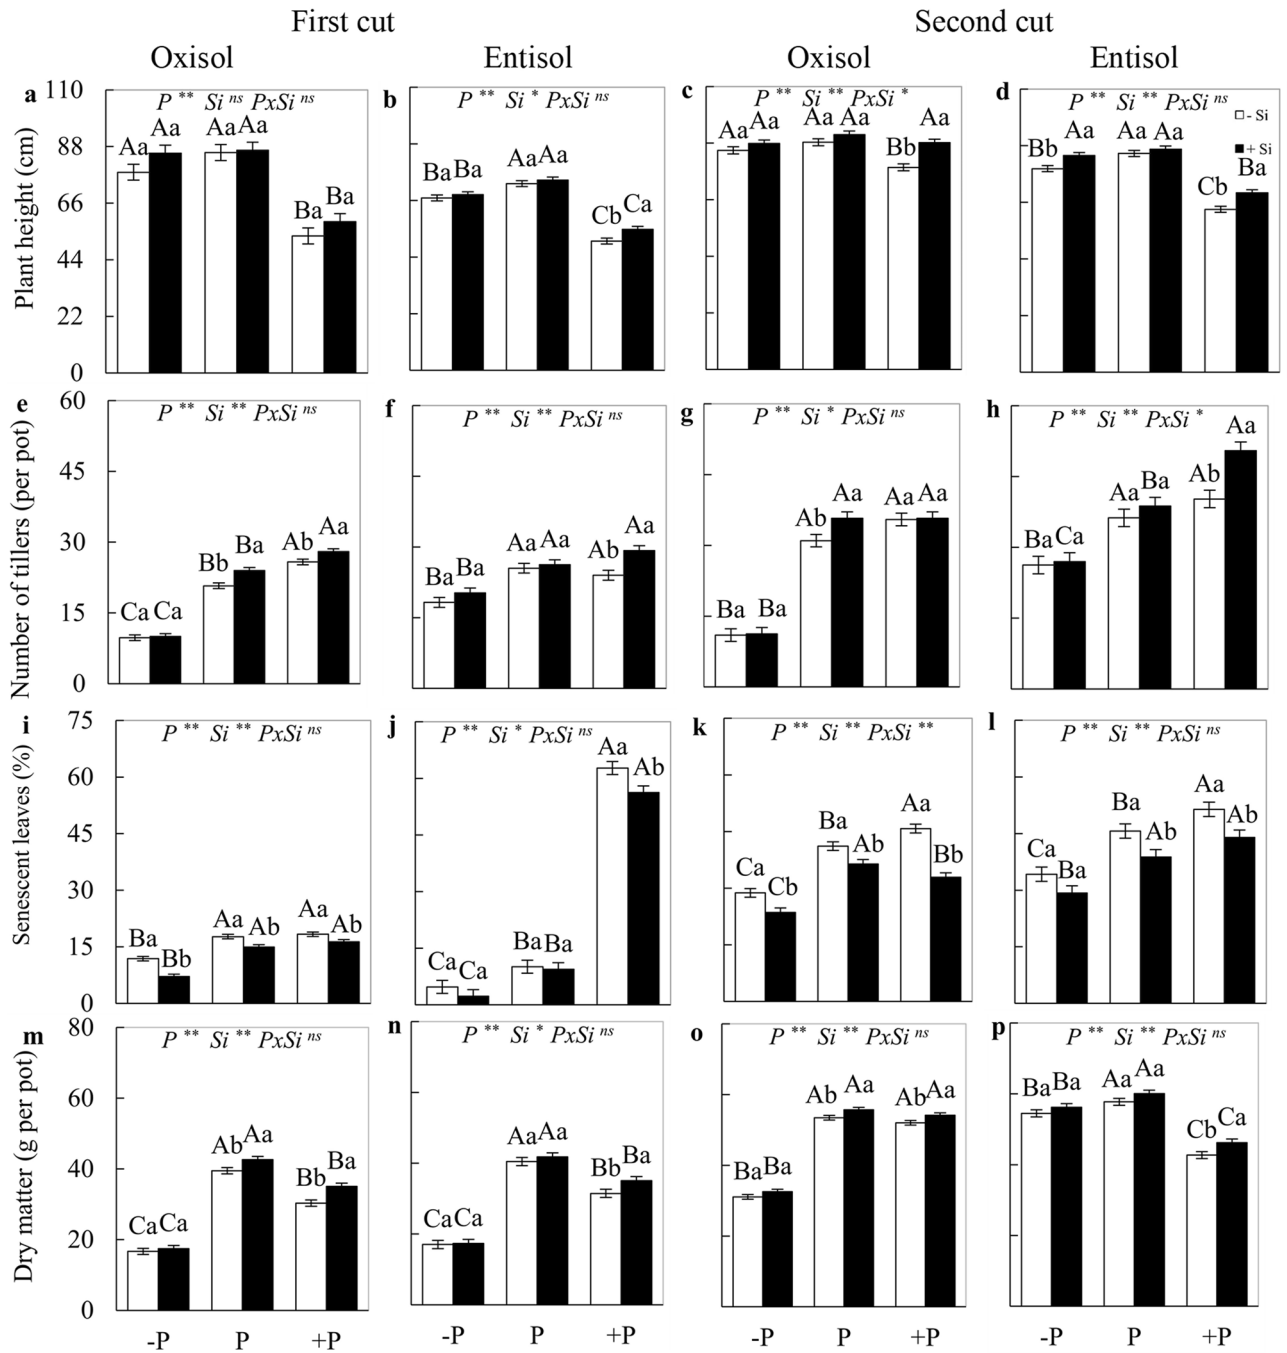 First cut Second cut
Oxisol Entisol Oxisol Entisol
Plant height (cm)
110
88
66
44
22
0
a P ** Si ns PxSi ns
Aa Aa Aa Aa Ba Ba
b P ** Si * PxSi ns
Ba Ba Aa Aa Cb Ca
c P ** Si ** PxSi *
Aa Aa Aa Aa Bb Aa
d P ** Si ** PxSi ns
- Si
+ Si
Bb Aa Aa Aa Cb Ba
Number of tillers (per pot)
60
45
30
15
0
e P ** Si ** PxSi ns
Ca Ca Bb Ba Ab Aa
f P ** Si ** PxSi ns
Ba Ba Aa Aa Ab Aa
g P ** Si * PxSi ns
Ba Ba Ab Aa Aa Aa
h P ** Si ** PxSi *
Ba Ca Aa Ba Ab Aa
Senescent leaves (%)
75
60
45
30
15
0
i P ** Si ** PxSi ns
Ba Bb Aa Ab Aa Ab
j P ** Si * PxSi ns
Ca Ca Ba Ba Aa Ab
k P ** Si ** PxSi **
Ca Cb Ba Ab Aa Bb
l P ** Si ** PxSi ns
Ca Ba Ba Ab Aa Ab
Dry matter (g per pot)
80
60
40
20
0
m P ** Si ** PxSi ns
Ca Ca Ab Aa Bb Ba
n P ** Si * PxSi ns
Ca Ca Aa Aa Bb Ba
o P ** Si ** PxSi ns
Ba Ba Ab Aa Ab Aa
p P ** Si ** PxSi ns
Ba Ba Aa Aa Cb Ca
-P P +P -P P +P -P P +P -P P +P